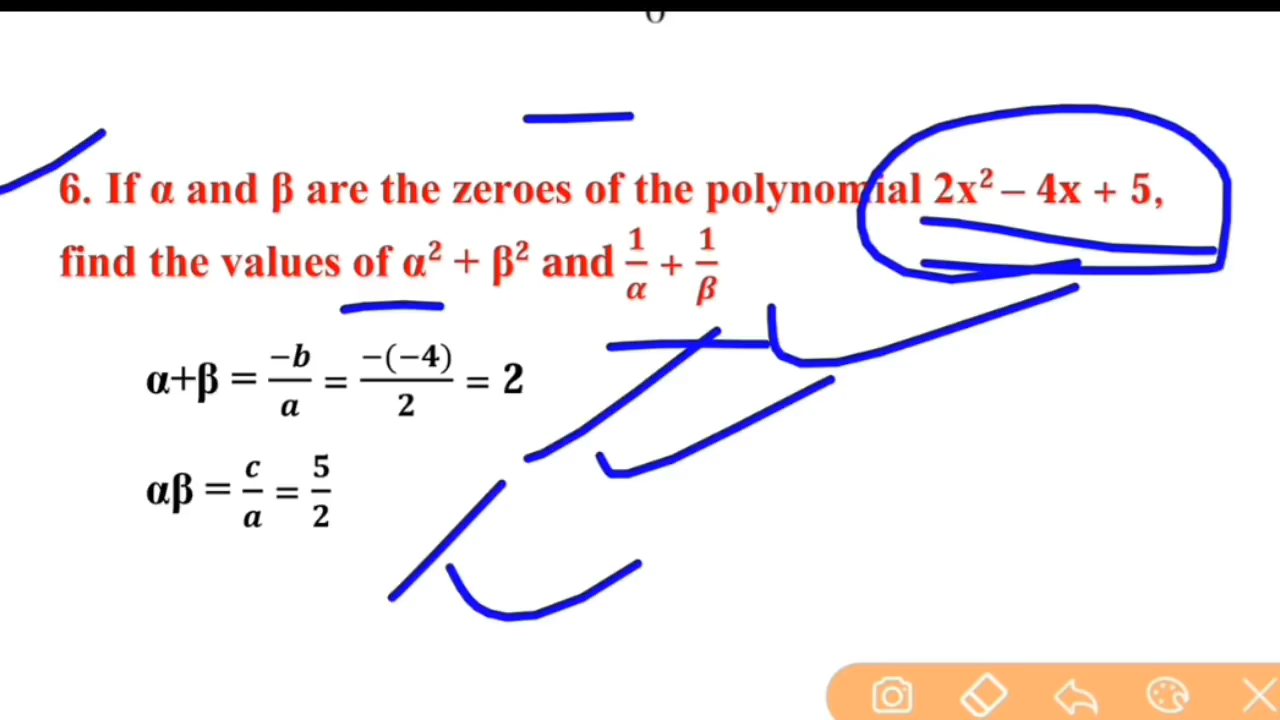 6. If α and β are the zeroes of the polynomial 2x² – 4x + 5,
find the values of α² + β² and 1/α + 1/β
α+β = −b/a = −(−4)/2 = 2
αβ = c/a = 5/2